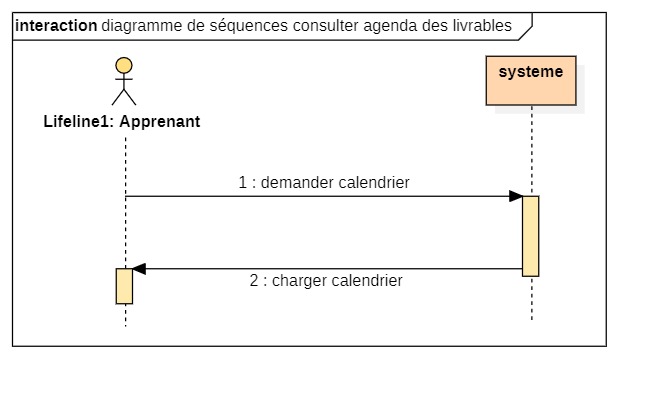 interaction diagramme de séquences consulter agenda des livrables
systeme
Lifeline1: Apprenant
1 : demander calendrier
2 : charger calendrier